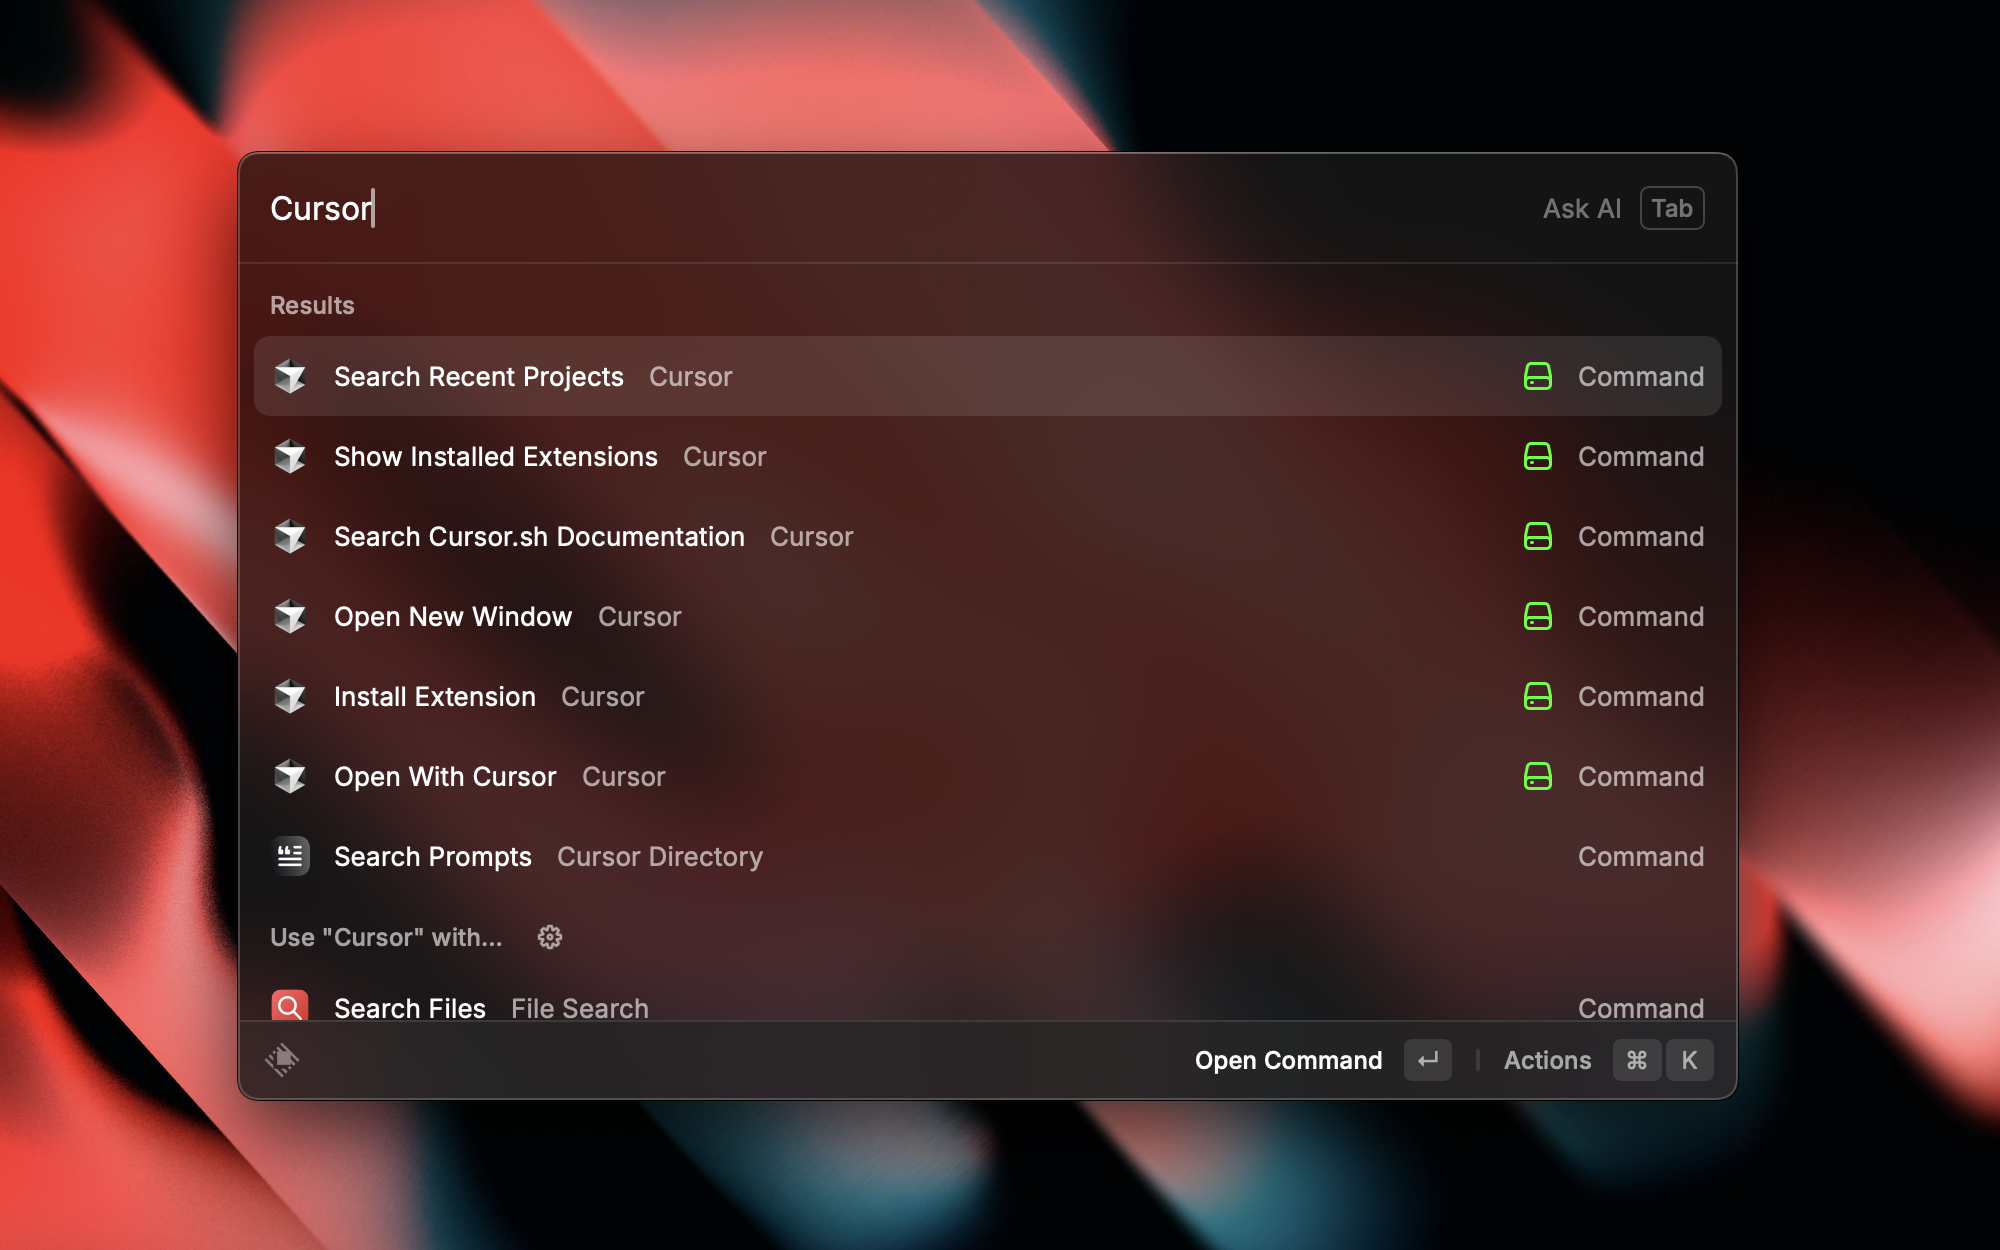 Cursor Ask AI Tab
Results
Search Recent Projects Cursor Command
Show Installed Extensions Cursor Command
Search Cursor.sh Documentation Cursor Command
Open New Window Cursor Command
Install Extension Cursor Command
Open With Cursor Cursor Command
Search Prompts Cursor Directory Command
Use "Cursor" with...
Search Files File Search Command
Open Command ↵ Actions ⌘ K